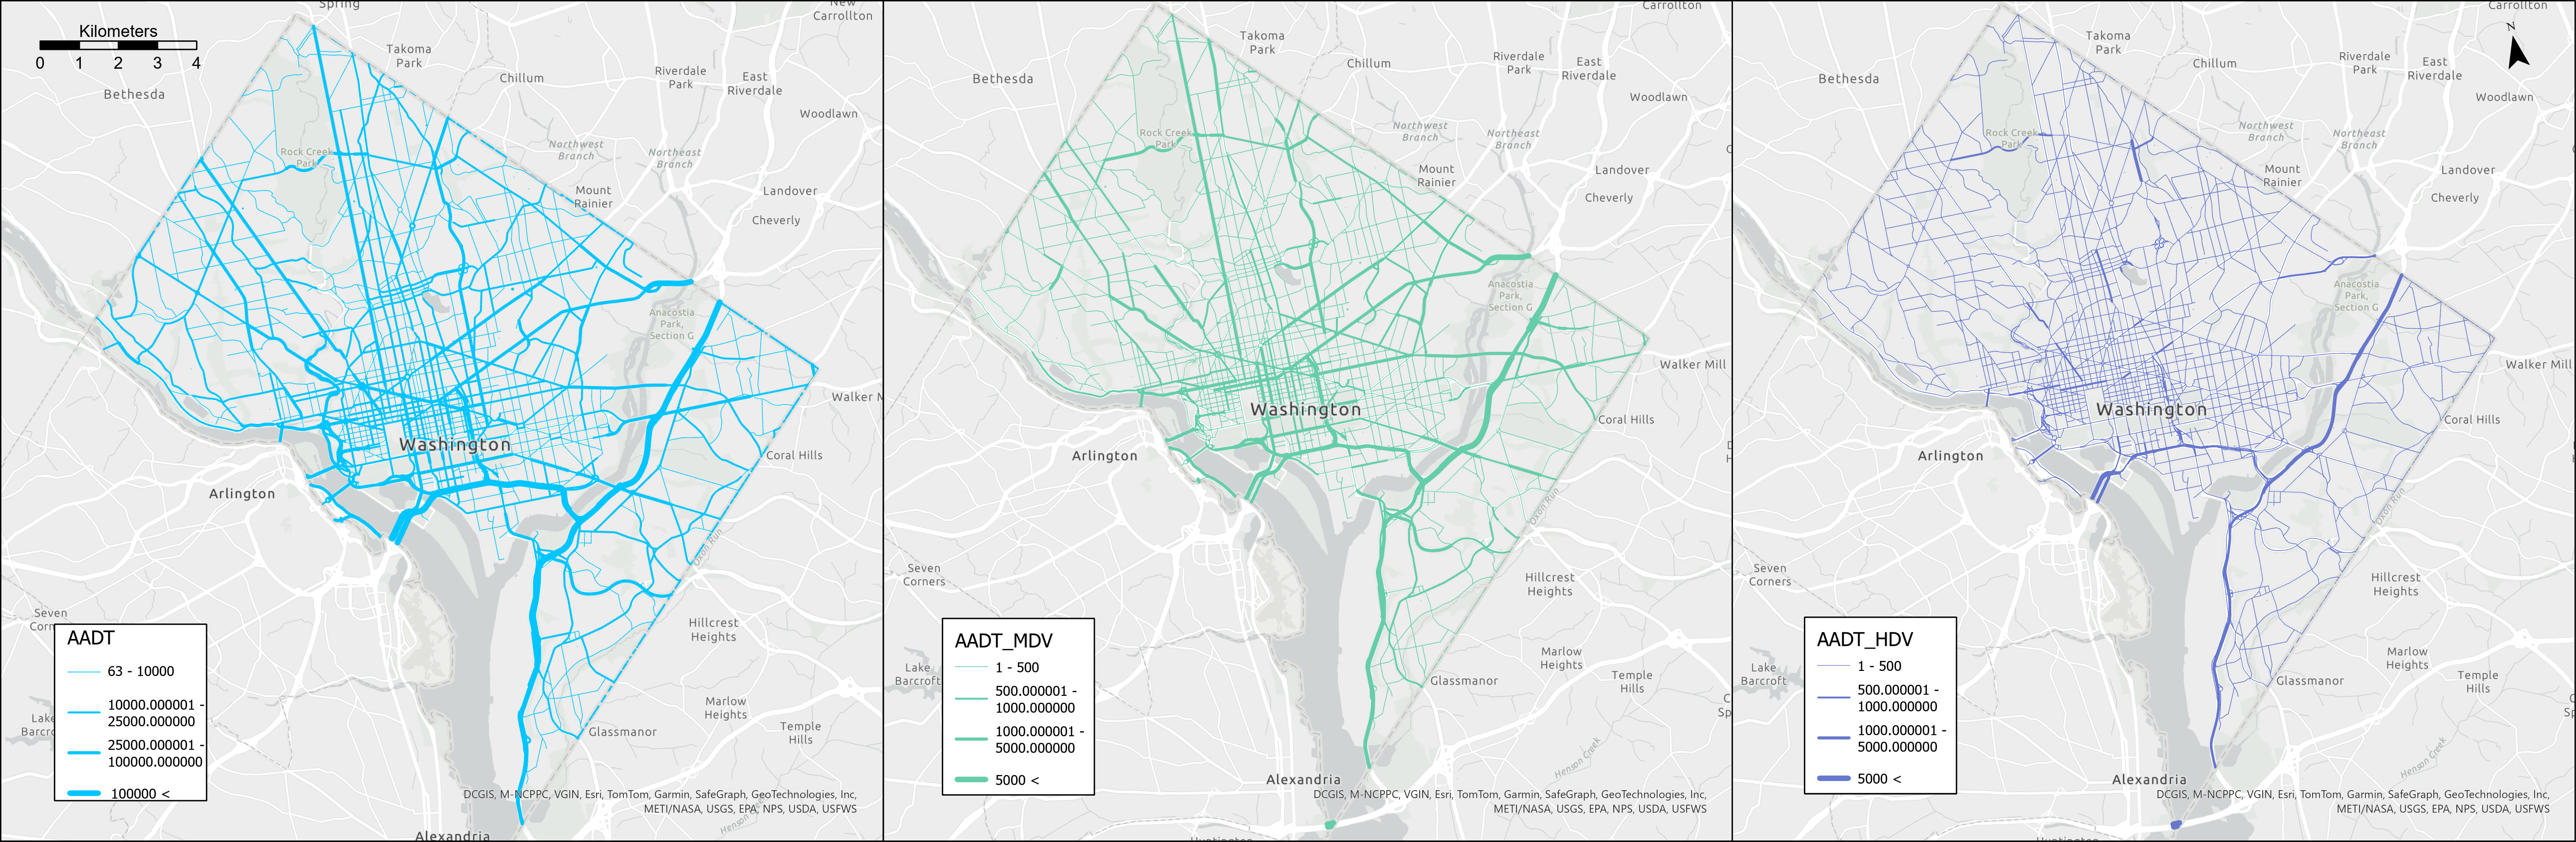 Spring
New
Carrollton
Kilometers
0 1 2 3 4
Takoma
Park
Chillum
Riverdale
Park
East
Riverdale
Bethesda
Woodlawn
Northwest
Branch
Northeast
Branch
Rock Creek
Park
Mount
Rainier
Landover
Cheverly
Anacostia
Park,
Section G
Walker M
Washington
Coral Hills
Arlington
Oxon Run
Seven
Corn
Hillcrest
Heights
Lake
Barcr
Marlow
Heights
Temple
Hills
Glassmanor
Henson
Alexandria
AADT
63 - 10000
10000.000001 -
25000.000000
25000.000001 -
100000.000000
100000 <
DCGIS, M-NCPPC, VGIN, Esri, TomTom, Garmin, SafeGraph, GeoTechnologies, Inc,
METI/NASA, USGS, EPA, NPS, USDA, USFWS
Carrollton
Takoma
Park
Bethesda
Chillum
Riverdale
Park
East
Riverdale
Woodlawn
Northwest
Branch
Northeast
Branch
Rock Creek
Park
Mount
Rainier
Landover
Cheverly
Anacostia
Park,
Section G
Walker Mill
Washington
Coral Hills
Arlington
Oxon Run
Seven
Corners
Hillcrest
Heights
Lake
Barcroft
Marlow
Heights
Temple
Hills
Glassmanor
Henson Creek
Alexandria
AADT_MDV
1 - 500
500.000001 -
1000.000000
1000.000001 -
5000.000000
5000 <
DCGIS, M-NCPPC, VGIN, Esri, TomTom, Garmin, SafeGraph, GeoTechnologies, Inc,
METI/NASA, USGS, EPA, NPS, USDA, USFWS
Carrollton
N
Takoma
Park
Bethesda
Chillum
Riverdale
Park
East
Riverdale
Woodlawn
Northwest
Branch
Northeast
Branch
Rock Creek
Park
Mount
Rainier
Landover
Cheverly
Anacostia
Park,
Section G
Walker Mill
Washington
Coral Hills
Arlington
Oxon Run
Seven
Corners
Hillcrest
Heights
Lake
Barcroft
Marlow
Heights
Temple
Hills
Glassmanor
Henson Creek
Alexandria
AADT_HDV
1 - 500
500.000001 -
1000.000000
1000.000001 -
5000.000000
5000 <
DCGIS, M-NCPPC, VGIN, Esri, TomTom, Garmin, SafeGraph, GeoTechnologies, Inc,
METI/NASA, USGS, EPA, NPS, USDA, USFWS